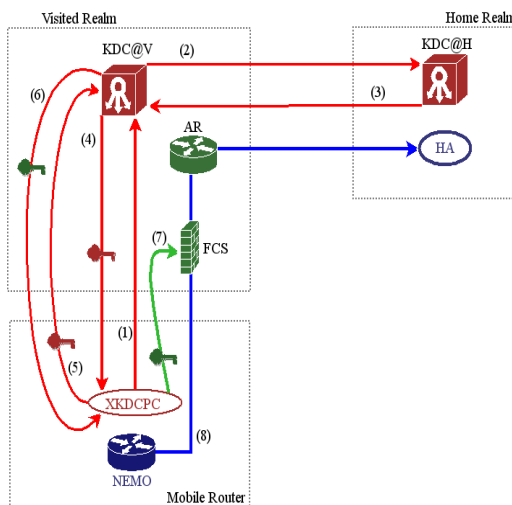 Visited Realm
Home Realm
KDC@V
(2)
KDC@H
(6)
(3)
(4)
AR
HA
(7)
FCS
(1)
(5)
XKDCPC
(8)
NEMO
Mobile Router